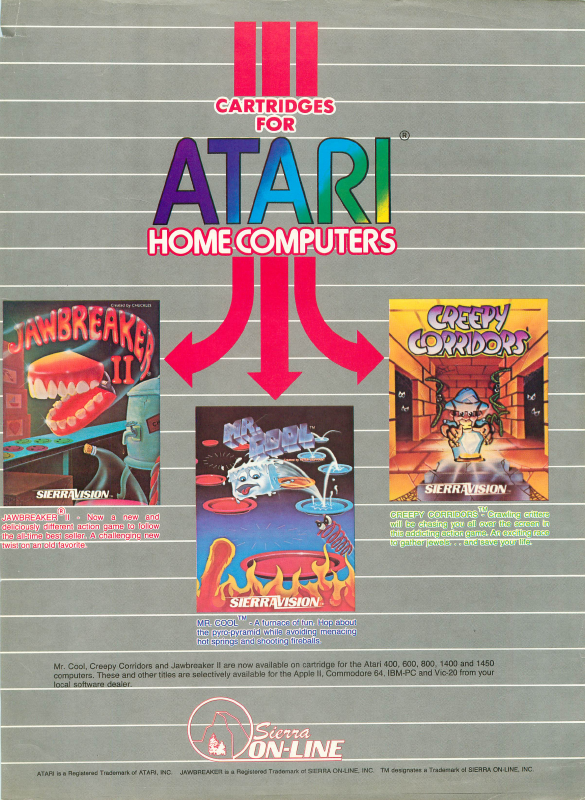 CARTRIDGES
FOR
ATARI®
HOME COMPUTERS
Created by CHUCKLES
JAWBREAKER
II
SIERRAVISION™
JAWBREAKER® II - Now a new and
deliciously different action game to follow
the all-time best seller. A challenging new
twist for an old favorite.
MR. COOL™
SIERRAVISION™
MR. COOL™ - A furnace of fun. Hop about
the pyro-pyramid while avoiding menacing
hot springs and shooting fireballs.
CREEPY
CORRIDORS™
SIERRAVISION™
CREEPY CORRIDORS™ - Crawling critters
will be chasing you all over the screen in
this addicting action game. An exciting race
to gather jewels . . . and save your life.
Mr. Cool, Creepy Corridors and Jawbreaker II are now available on cartridge for the Atari 400, 600, 800, 1400 and 1450
computers. These and other titles are selectively available for the Apple II, Commodore 64, IBM-PC and Vic-20 from your
local software dealer.
Sierra
ON-LINE
ATARI is a Registered Trademark of ATARI, INC. JAWBREAKER is a Registered Trademark of SIERRA ON-LINE, INC. TM designates a Trademark of SIERRA ON-LINE, INC.